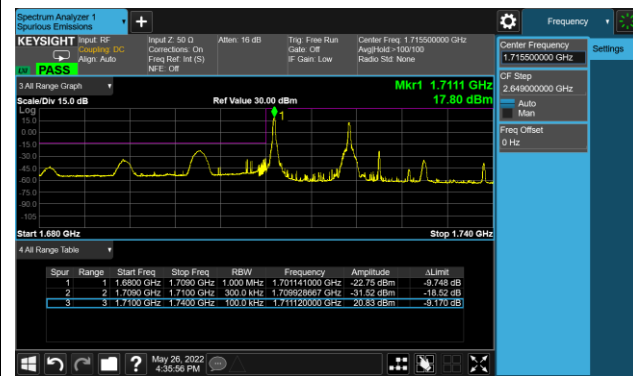 Spectrum Analyzer 1
Spurious Emissions
+
Frequency
KEYSIGHT
Input: RF
Coupling: DC
Align: Auto
Input Z: 50 Ω
Corrections: On
Freq Ref: Int (S)
NFE: Off
Atten: 16 dB
Trig: Free Run
Gate: Off
IF Gain: Low
Center Freq: 1.715500000 GHz
Avg|Hold:>100/100
Radio Std: None
PASS
Center Frequency
1.715500000 GHz
Settings
CF Step
2.649000000 GHz
Auto
Man
Freq Offset
0 Hz
3 All Range Graph
Mkr1 1.7111 GHz
17.80 dBm
Scale/Div 15.0 dB
Ref Value 30.00 dBm
Log
15.0
0.00
-15.0
-30.0
-45.0
-60.0
-75.0
-90.0
-105
1
Start 1.680 GHz
Stop 1.740 GHz
4 All Range Table
Spur Range Start Freq Stop Freq RBW Frequency Amplitude ΔLimit
1 1 1.6800 GHz 1.7090 GHz 1.000 MHz 1.701141000 GHz -22.75 dBm -9.748 dB
2 2 1.7090 GHz 1.7100 GHz 300.0 kHz 1.709928667 GHz -31.52 dBm -18.52 dB
3 3 1.7100 GHz 1.7400 GHz 100.0 kHz 1.711120000 GHz 20.83 dBm -9.170 dB
?
May 26, 2022
4:35:56 PM